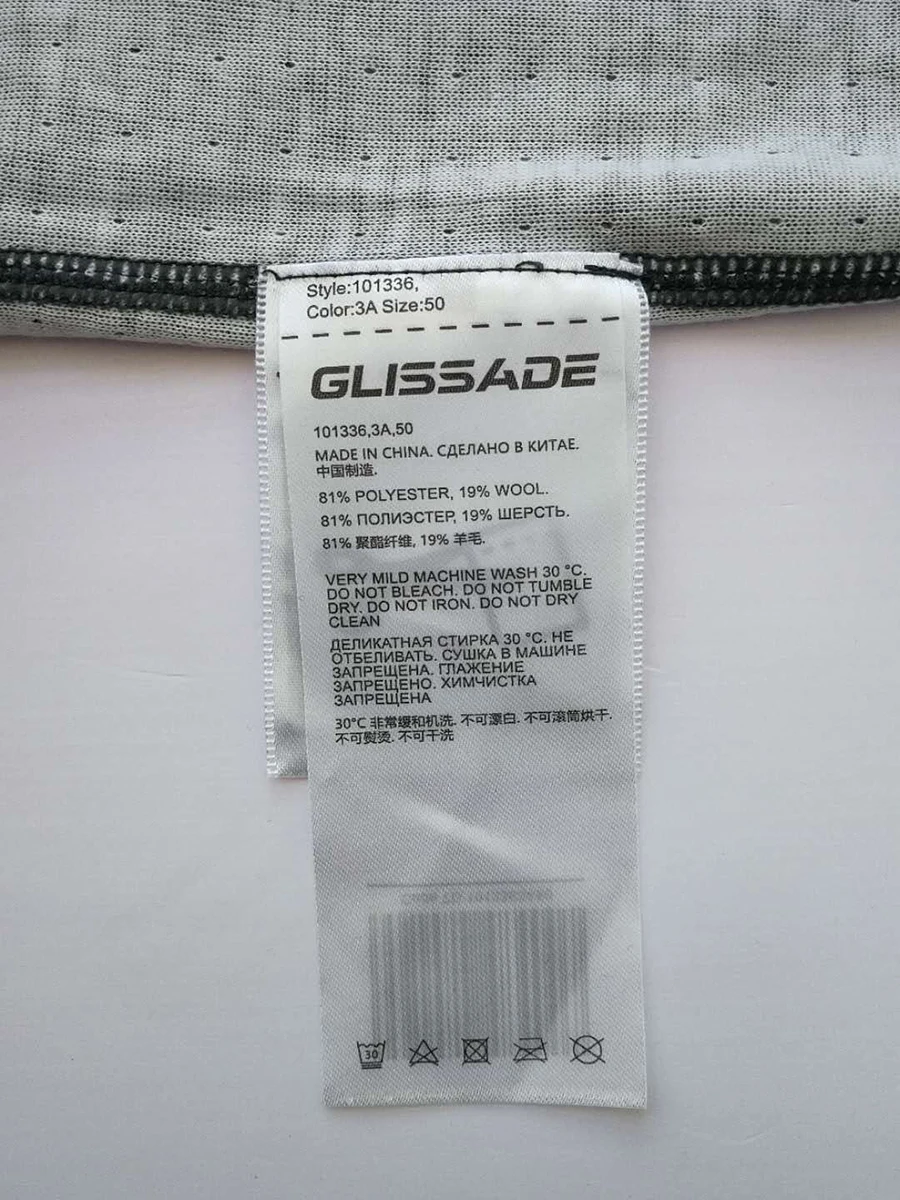 Style:101336,
Color:3A Size:50
GLISSADE
101336,3A,50
MADE IN CHINA. СДЕЛАНО В КИТАЕ.
中国制造.
81% POLYESTER, 19% WOOL.
81% ПОЛИЭСТЕР, 19% ШЕРСТЬ.
81% 聚酯纤维, 19% 羊毛.
VERY MILD MACHINE WASH 30 °C.
DO NOT BLEACH. DO NOT TUMBLE
DRY. DO NOT IRON. DO NOT DRY
CLEAN
ДЕЛИКАТНАЯ СТИРКА 30 °C. НЕ
ОТБЕЛИВАТЬ. СУШКА В МАШИНЕ
ЗАПРЕЩЕНА. ГЛАЖЕНИЕ
ЗАПРЕЩЕНО. ХИМЧИСТКА
ЗАПРЕЩЕНА
30°C 非常缓和机洗. 不可漂白. 不可滚筒烘干.
不可熨烫. 不可干洗
30